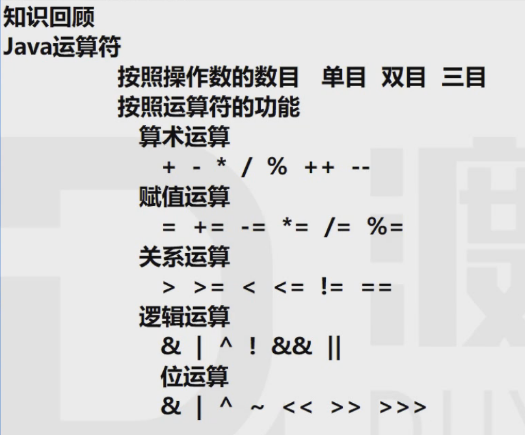 知识回顾
Java运算符
按照操作数的数目 单目 双目 三目
按照运算符的功能
算术运算
+ - * / % ++ --
赋值运算
= += -= *= /= %=
关系运算
> >= < <= != ==
逻辑运算
& | ^ ! && ||
位运算
& | ^ ~ << >> >>>
渡
DUY